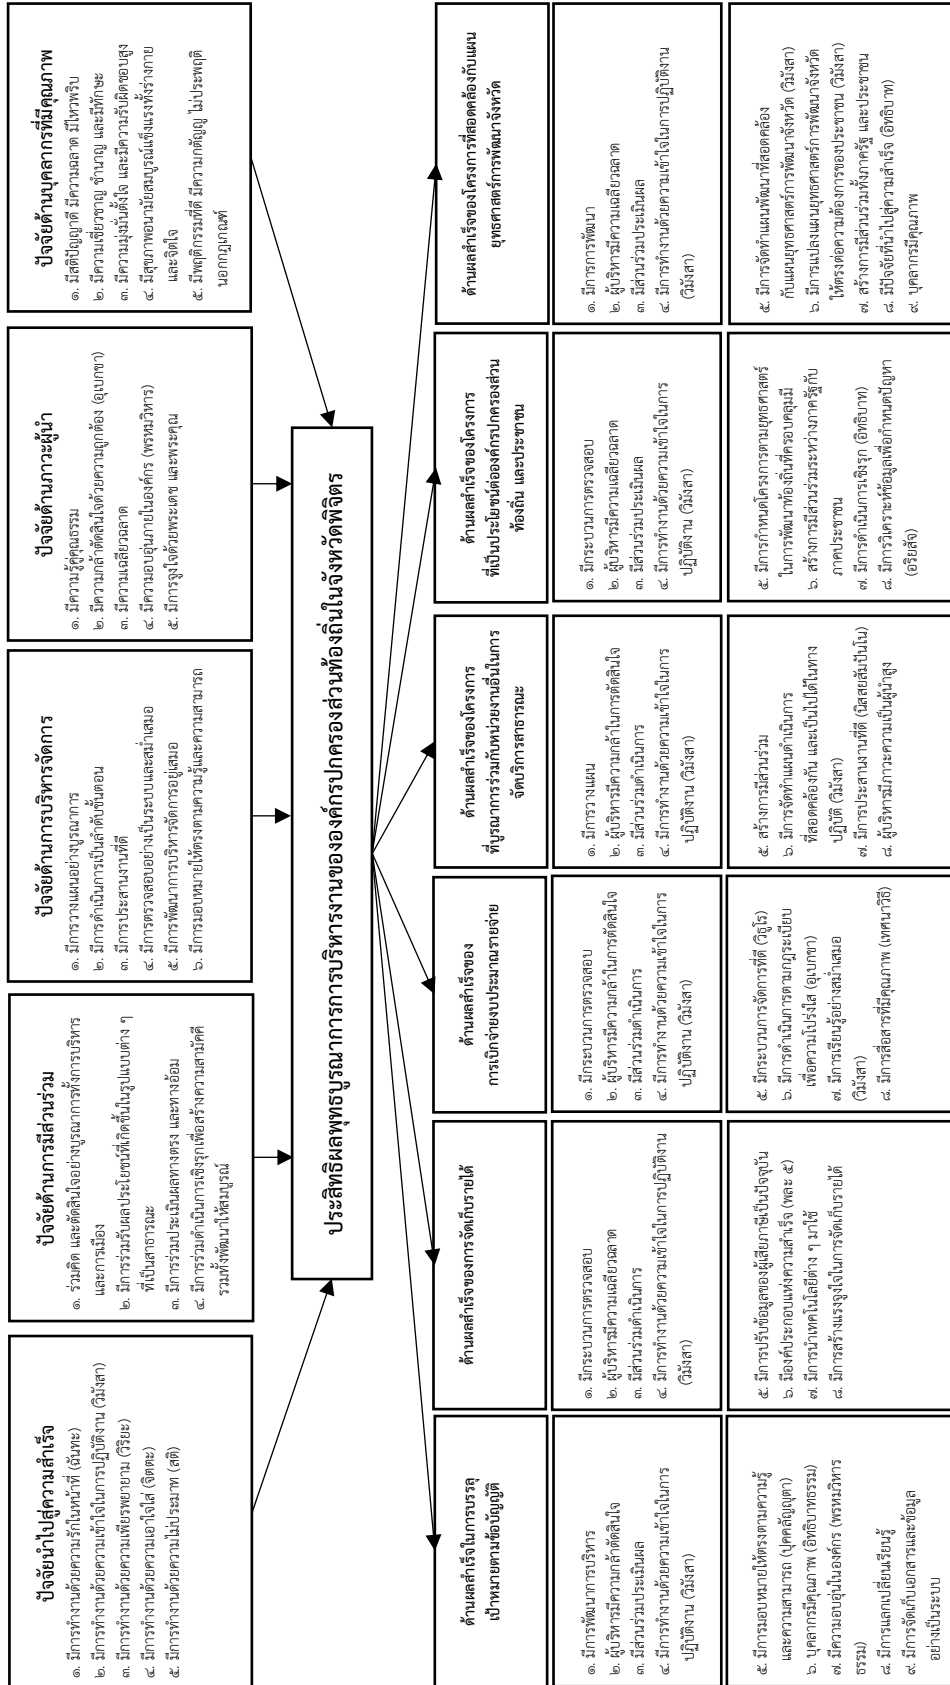 ปัจจัยนำไปสู่ความสำเร็จ
๑. มีการทำงานด้วยความรักในหน้าที่ (ฉันทะ)
๒. มีการทำงานด้วยความเข้าใจในการปฏิบัติงาน (วิมังสา)
๓. มีการทำงานด้วยความเพียรพยายาม (วิริยะ)
๔. มีการทำงานด้วยความเอาใจใส่ (จิตตะ)
๕. มีการทำงานด้วยความไม่ประมาท (สติ)
ปัจจัยด้านการมีส่วนร่วม
๑. ร่วมคิด และตัดสินใจอย่างบูรณาการทั้งการบริหาร
และการเมือง
๒. มีการร่วมรับผลประโยชน์ที่เกิดขึ้นในรูปแบบต่าง ๆ
ที่เป็นสาธารณะ
๓. มีการร่วมประเมินผลทางตรง และทางอ้อม
๔. มีการร่วมดำเนินการเชิงรุกเพื่อสร้างความสามัคคี
รวมทั้งพัฒนาให้สมบูรณ์
ปัจจัยด้านการบริหารจัดการ
๑. มีการวางแผนอย่างบูรณาการ
๒. มีการดำเนินการเป็นลำดับขั้นตอน
๓. มีการประสานงานที่ดี
๔. มีการตรวจสอบอย่างเป็นระบบและสม่ำเสมอ
๕. มีการพัฒนาการบริหารจัดการอยู่เสมอ
๖. มีการมอบหมายให้ตรงตามความรู้และความสามารถ
ปัจจัยด้านภาวะผู้นำ
๑. มีความรู้คู่คุณธรรม
๒. มีความกล้าตัดสินใจด้วยความถูกต้อง (อุเบกขา)
๓. มีความเฉลียวฉลาด
๔. มีความอบอุ่นภายในองค์กร (พรหมวิหาร)
๕. มีการจูงใจด้วยพระเดช และพระคุณ
ปัจจัยด้านบุคลากรที่มีคุณภาพ
๑. มีสติปัญญาดี มีความฉลาด มีไหวพริบ
๒. มีความเชี่ยวชาญ ชำนาญ และมีทักษะ
๓. มีความมุ่งมั่นตั้งใจ และมีความรับผิดชอบสูง
๔. มีสุขภาพอนามัยสมบูรณ์แข็งแรงทั้งร่างกาย
และจิตใจ
๕. มีพฤติกรรมที่ดี มีความกตัญญู ไม่ประพฤติ
นอกกฎเกณฑ์
ประสิทธิผลพุทธบูรณาการการบริหารงานขององค์กรปกครองส่วนท้องถิ่นในจังหวัดพิจิตร
ด้านผลสำเร็จในการบรรลุ
เป้าหมายตามข้อบัญญัติ
๑. มีการพัฒนาการบริหาร
๒. ผู้บริหารมีความกล้าตัดสินใจ
๓. มีส่วนร่วมประเมินผล
๔. มีการทำงานด้วยความเข้าใจในการ
ปฏิบัติงาน (วิมังสา)
๕. มีการมอบหมายให้ตรงตามความรู้
และความสามารถ (ปุคคลัญญุตา)
๖. บุคลากรมีคุณภาพ (อิทธิบาทธรรม)
๗. มีความอบอุ่นในองค์กร (พรหมวิหาร
ธรรม)
๘. มีการแลกเปลี่ยนเรียนรู้
๙. มีการจัดเก็บเอกสารและข้อมูล
อย่างเป็นระบบ
ด้านผลสำเร็จของการจัดเก็บรายได้
๑. มีกระบวนการตรวจสอบ
๒. ผู้บริหารมีความเฉลียวฉลาด
๓. มีส่วนร่วมดำเนินการ
๔. มีการทำงานด้วยความเข้าใจในการปฏิบัติงาน
(วิมังสา)
๕. มีการปรับข้อมูลของผู้เสียภาษีเป็นปัจจุบัน
๖. มีองค์ประกอบแห่งความสำเร็จ (พละ ๕)
๗. มีการนำเทคโนโลยีต่าง ๆ มาใช้
๘. มีการสร้างแรงจูงใจในการจัดเก็บรายได้
ด้านผลสำเร็จของ
การเบิกจ่ายงบประมาณรายจ่าย
๑. มีกระบวนการตรวจสอบ
๒. ผู้บริหารมีความกล้าในการตัดสินใจ
๓. มีส่วนร่วมดำเนินการ
๔. มีการทำงานด้วยความเข้าใจในการ
ปฏิบัติงาน (วิมังสา)
๕. มีกระบวนการจัดการที่ดี (วิธูโร)
๖. มีการดำเนินการตามกฎระเบียบ
เพื่อความโปร่งใส (อุเบกขา)
๗. มีการเรียนรู้อย่างสม่ำเสมอ
(วิมังสา)
๘. มีการสื่อสารที่มีคุณภาพ (เทศนาวิธี)
ด้านผลสำเร็จของโครงการ
ที่บูรณาการร่วมกับหน่วยงานอื่นในการ
จัดบริการสาธารณะ
๑. มีการวางแผน
๒. ผู้บริหารมีความกล้าในการตัดสินใจ
๓. มีส่วนร่วมดำเนินการ
๔. มีการทำงานด้วยความเข้าใจในการ
ปฏิบัติงาน (วิมังสา)
๕. สร้างการมีส่วนร่วม
๖. มีการจัดทำแผนดำเนินการ
ที่สอดคล้องกัน และเป็นไปได้ในทาง
ปฏิบัติ (วิมังสา)
๗. มีการประสานงานที่ดี (นิสสยสัมปันโน)
๘. ผู้บริหารมีภาวะความเป็นผู้นำสูง
ด้านผลสำเร็จของโครงการ
ที่เป็นประโยชน์ต่อองค์กรปกครองส่วน
ท้องถิ่น และประชาชน
๑. มีกระบวนการตรวจสอบ
๒. ผู้บริหารมีความเฉลียวฉลาด
๓. มีส่วนร่วมประเมินผล
๔. มีการทำงานด้วยความเข้าใจในการ
ปฏิบัติงาน (วิมังสา)
๕. มีการกำหนดโครงการตามยุทธศาสตร์
ในการพัฒนาท้องถิ่นที่ครอบคลุมมี
๖. สร้างการมีส่วนร่วมระหว่างภาครัฐกับ
ภาคประชาชน
๗. มีการดำเนินการเชิงรุก (อิทธิบาท)
๘. มีการวิเคราะห์ข้อมูลเพื่อกำหนดปัญหา
(อริยสัจ)
ด้านผลสำเร็จของโครงการที่สอดคล้องกับแผน
ยุทธศาสตร์การพัฒนาจังหวัด
๑. มีการการพัฒนา
๒. ผู้บริหารมีความเฉลียวฉลาด
๓. มีส่วนร่วมประเมินผล
๔. มีการทำงานด้วยความเข้าใจในการปฏิบัติงาน
(วิมังสา)
๕. มีการจัดทำแผนพัฒนาที่สอดคล้อง
กับแผนยุทธศาสตร์การพัฒนาจังหวัด (วิมังสา)
๖. มีการแปลงแผนยุทธศาสตร์การพัฒนาจังหวัด
ให้ตรงต่อความต้องการของประชาชน (วิมังสา)
๗. สร้างการมีส่วนร่วมทั้งภาครัฐ และประชาชน
๘. มีปัจจัยที่นำไปสู่ความสำเร็จ (อิทธิบาท)
๙. บุคลากรมีคุณภาพ